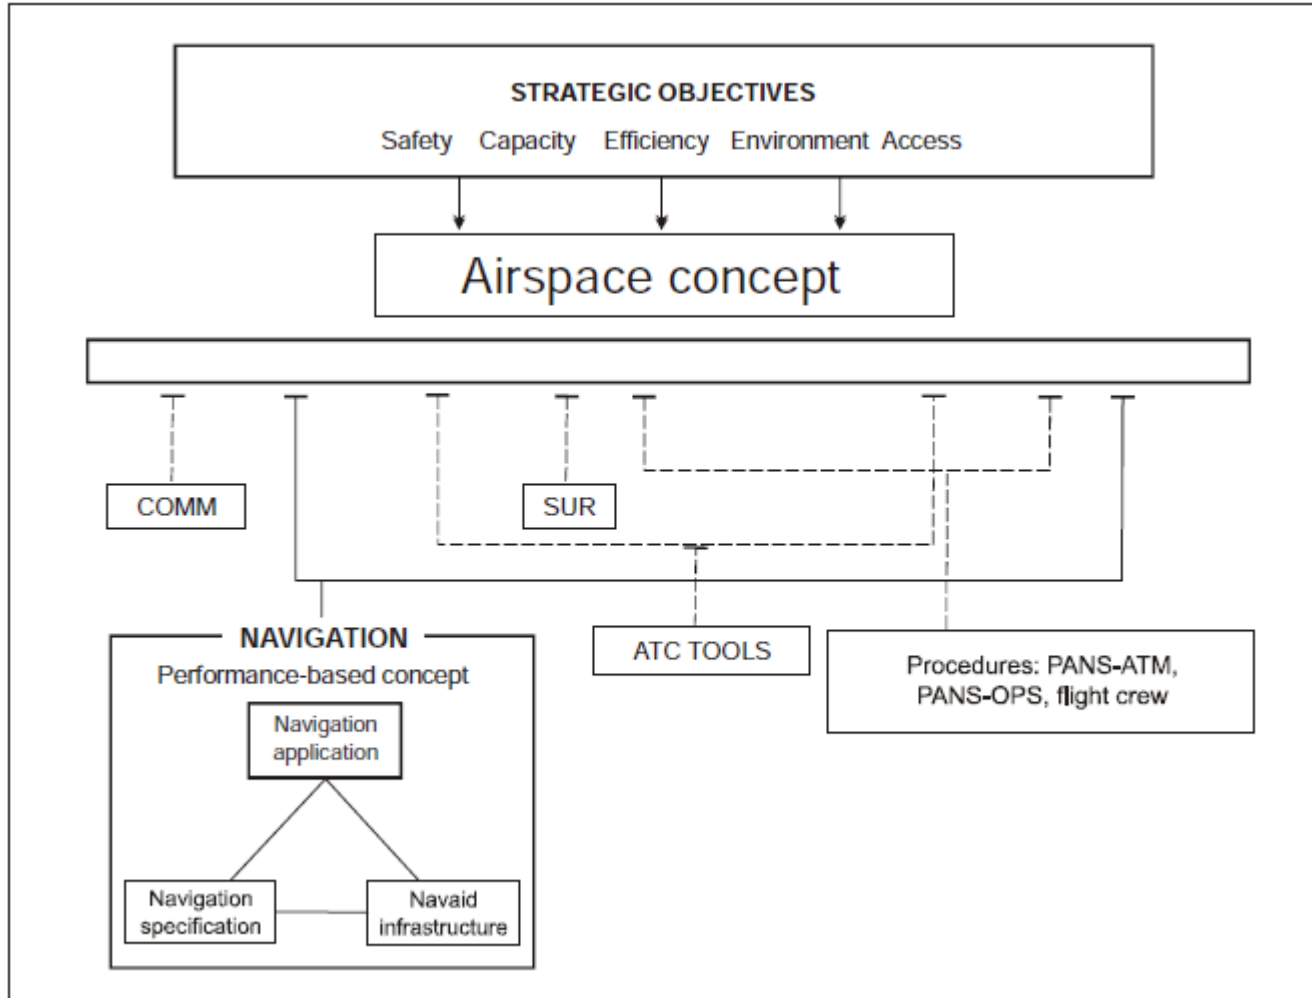 STRATEGIC OBJECTIVES
Safety Capacity Efficiency Environment Access
Airspace concept
COMM
SUR
NAVIGATION
Performance-based concept
Navigation
application
Navigation
specification
Navaid
infrastructure
ATC TOOLS
Procedures: PANS-ATM,
PANS-OPS, flight crew